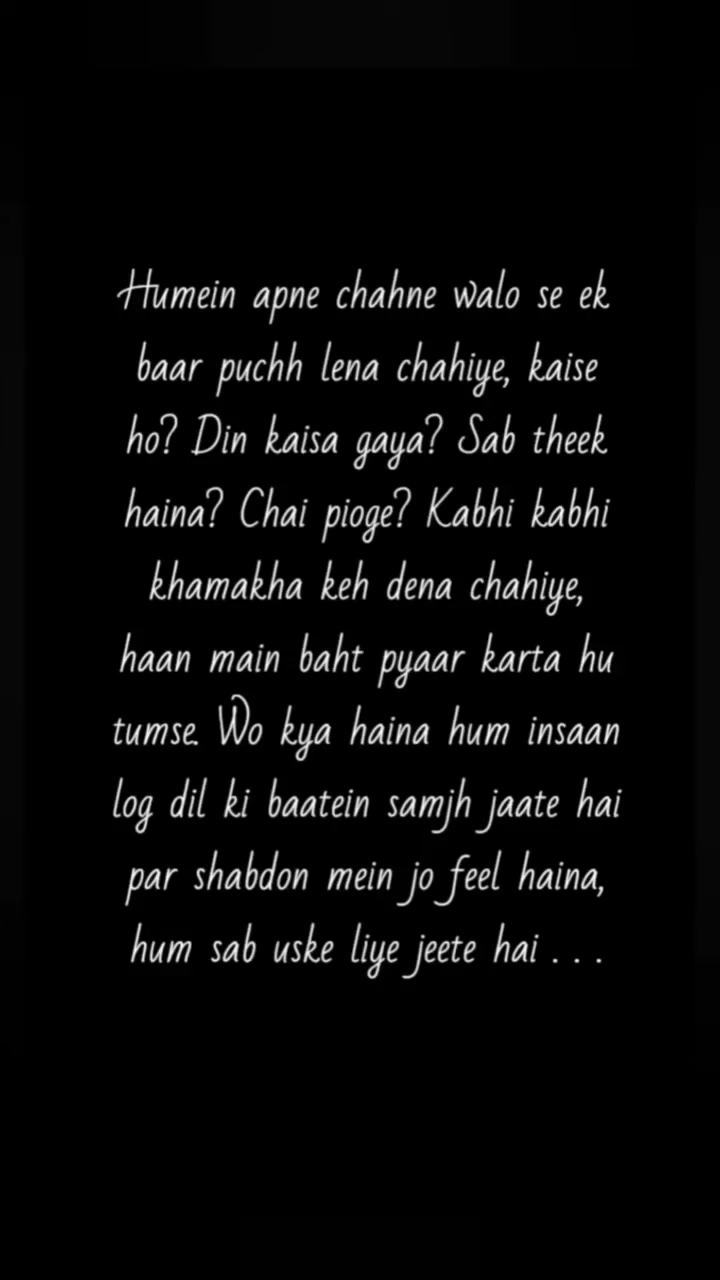 Humein apne chahne walo se ek
baar puchh lena chahiye, kaise
ho? Din kaisa gaya? Sab theek
haina? Chai pioge? Kabhi kabhi
khamakha keh dena chahiye,
haan main baht pyaar karta hu
tumse. Wo kya haina hum insaan
log dil ki baatein samjh jaate hai
par shabdon mein jo feel haina,
hum sab uske liye jeete hai . . .